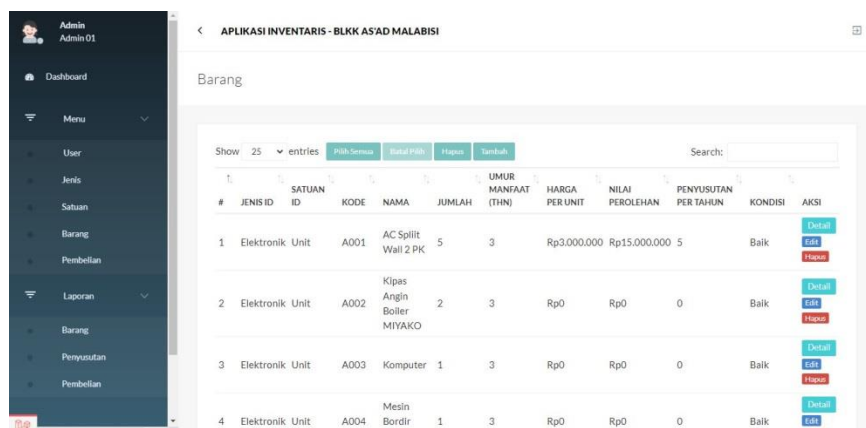 Admin
Admin 01
Dashboard
Menu
User
Jenis
Satuan
Barang
Pembelian
Laporan
Barang
Penyusutan
Pembelian
APLIKASI INVENTARIS - BLKK AS'AD MALABISI
Barang
Show 25 entries Pilih Semua Batal Pilih Hapus Tambah Search:
# JENIS ID SATUAN ID KODE NAMA JUMLAH UMUR MANFAAT (THN) HARGA PER UNIT NILAI PEROLEHAN PENYUSUTAN PER TAHUN KONDISI AKSI
1 Elektronik Unit A001 AC Split Wall 2 PK 5 3 Rp3.000.000 Rp15.000.000 5 Baik Detail Edit Hapus
2 Elektronik Unit A002 Kipas Angin Boiler MIYAKO 2 3 Rp0 Rp0 0 Baik Detail Edit Hapus
3 Elektronik Unit A003 Komputer 1 3 Rp0 Rp0 0 Baik Detail Edit Hapus
4 Elektronik Unit A004 Mesin Bordir 1 3 Rp0 Rp0 0 Baik Detail Edit